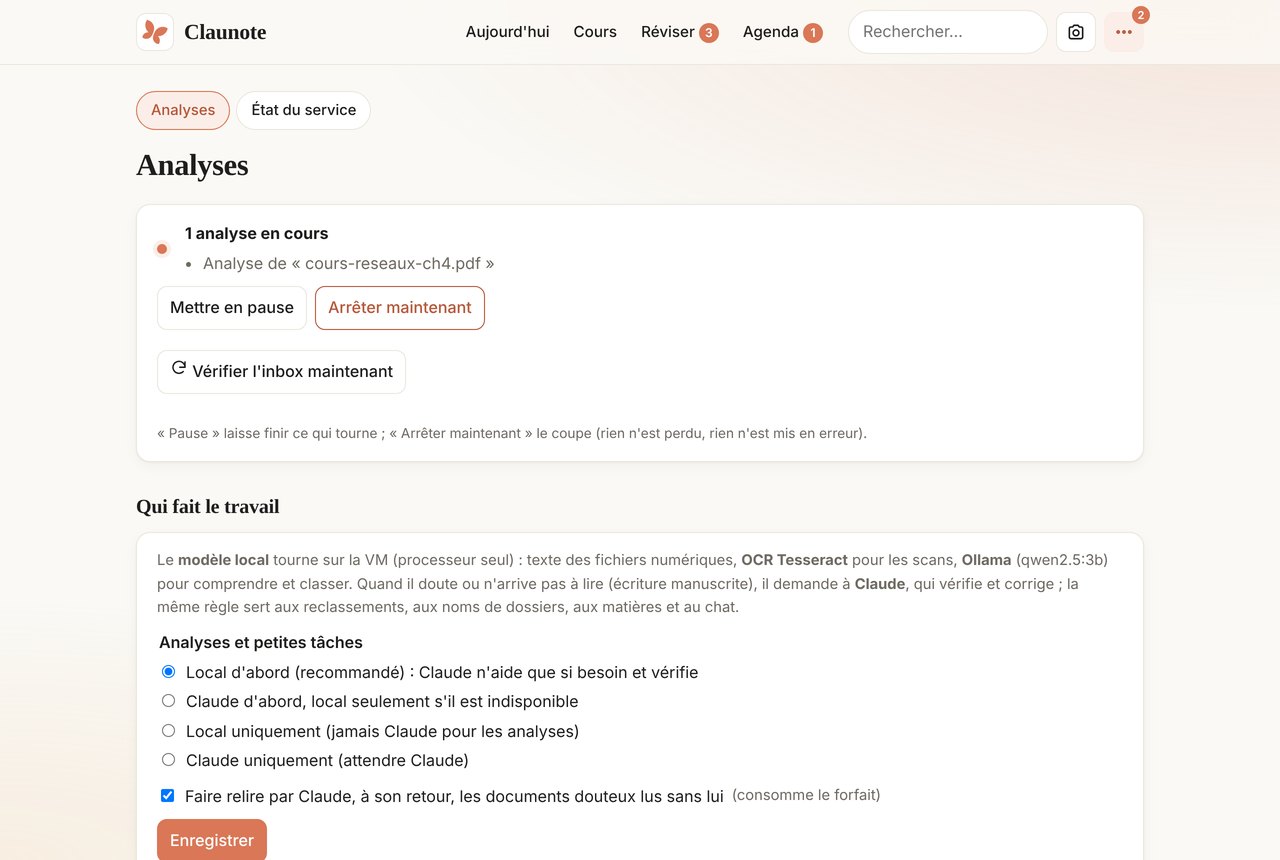 Claunote
Aujourd'hui Cours Réviser 3 Agenda 1 Rechercher... 2
Analyses État du service
Analyses
1 analyse en cours
• Analyse de « cours-reseaux-ch4.pdf »
Mettre en pause Arrêter maintenant
Vérifier l'inbox maintenant
« Pause » laisse finir ce qui tourne ; « Arrêter maintenant » le coupe (rien n'est perdu, rien n'est mis en erreur).
Qui fait le travail
Le modèle local tourne sur la VM (processeur seul) : texte des fichiers numériques, OCR Tesseract pour les scans, Ollama (qwen2.5:3b)
pour comprendre et classer. Quand il doute ou n'arrive pas à lire (écriture manuscrite), il demande à Claude, qui vérifie et corrige ; la
même règle sert aux reclassements, aux noms de dossiers, aux matières et au chat.
Analyses et petites tâches
Local d'abord (recommandé) : Claude n'aide que si besoin et vérifie
Claude d'abord, local seulement s'il est indisponible
Local uniquement (jamais Claude pour les analyses)
Claude uniquement (attendre Claude)
Faire relire par Claude, à son retour, les documents douteux lus sans lui (consomme le forfait)
Enregistrer